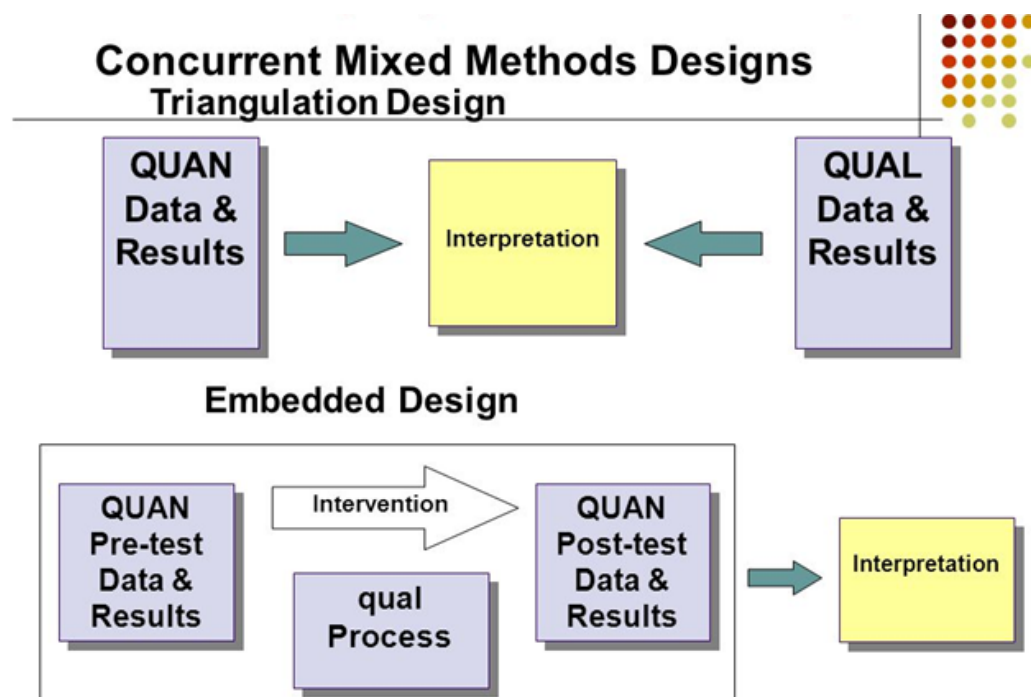 Concurrent Mixed Methods Designs
Triangulation Design
QUAN
Data &
Results
Interpretation
QUAL
Data &
Results
Embedded Design
QUAN
Pre-test
Data &
Results
Intervention
qual
Process
QUAN
Post-test
Data &
Results
Interpretation